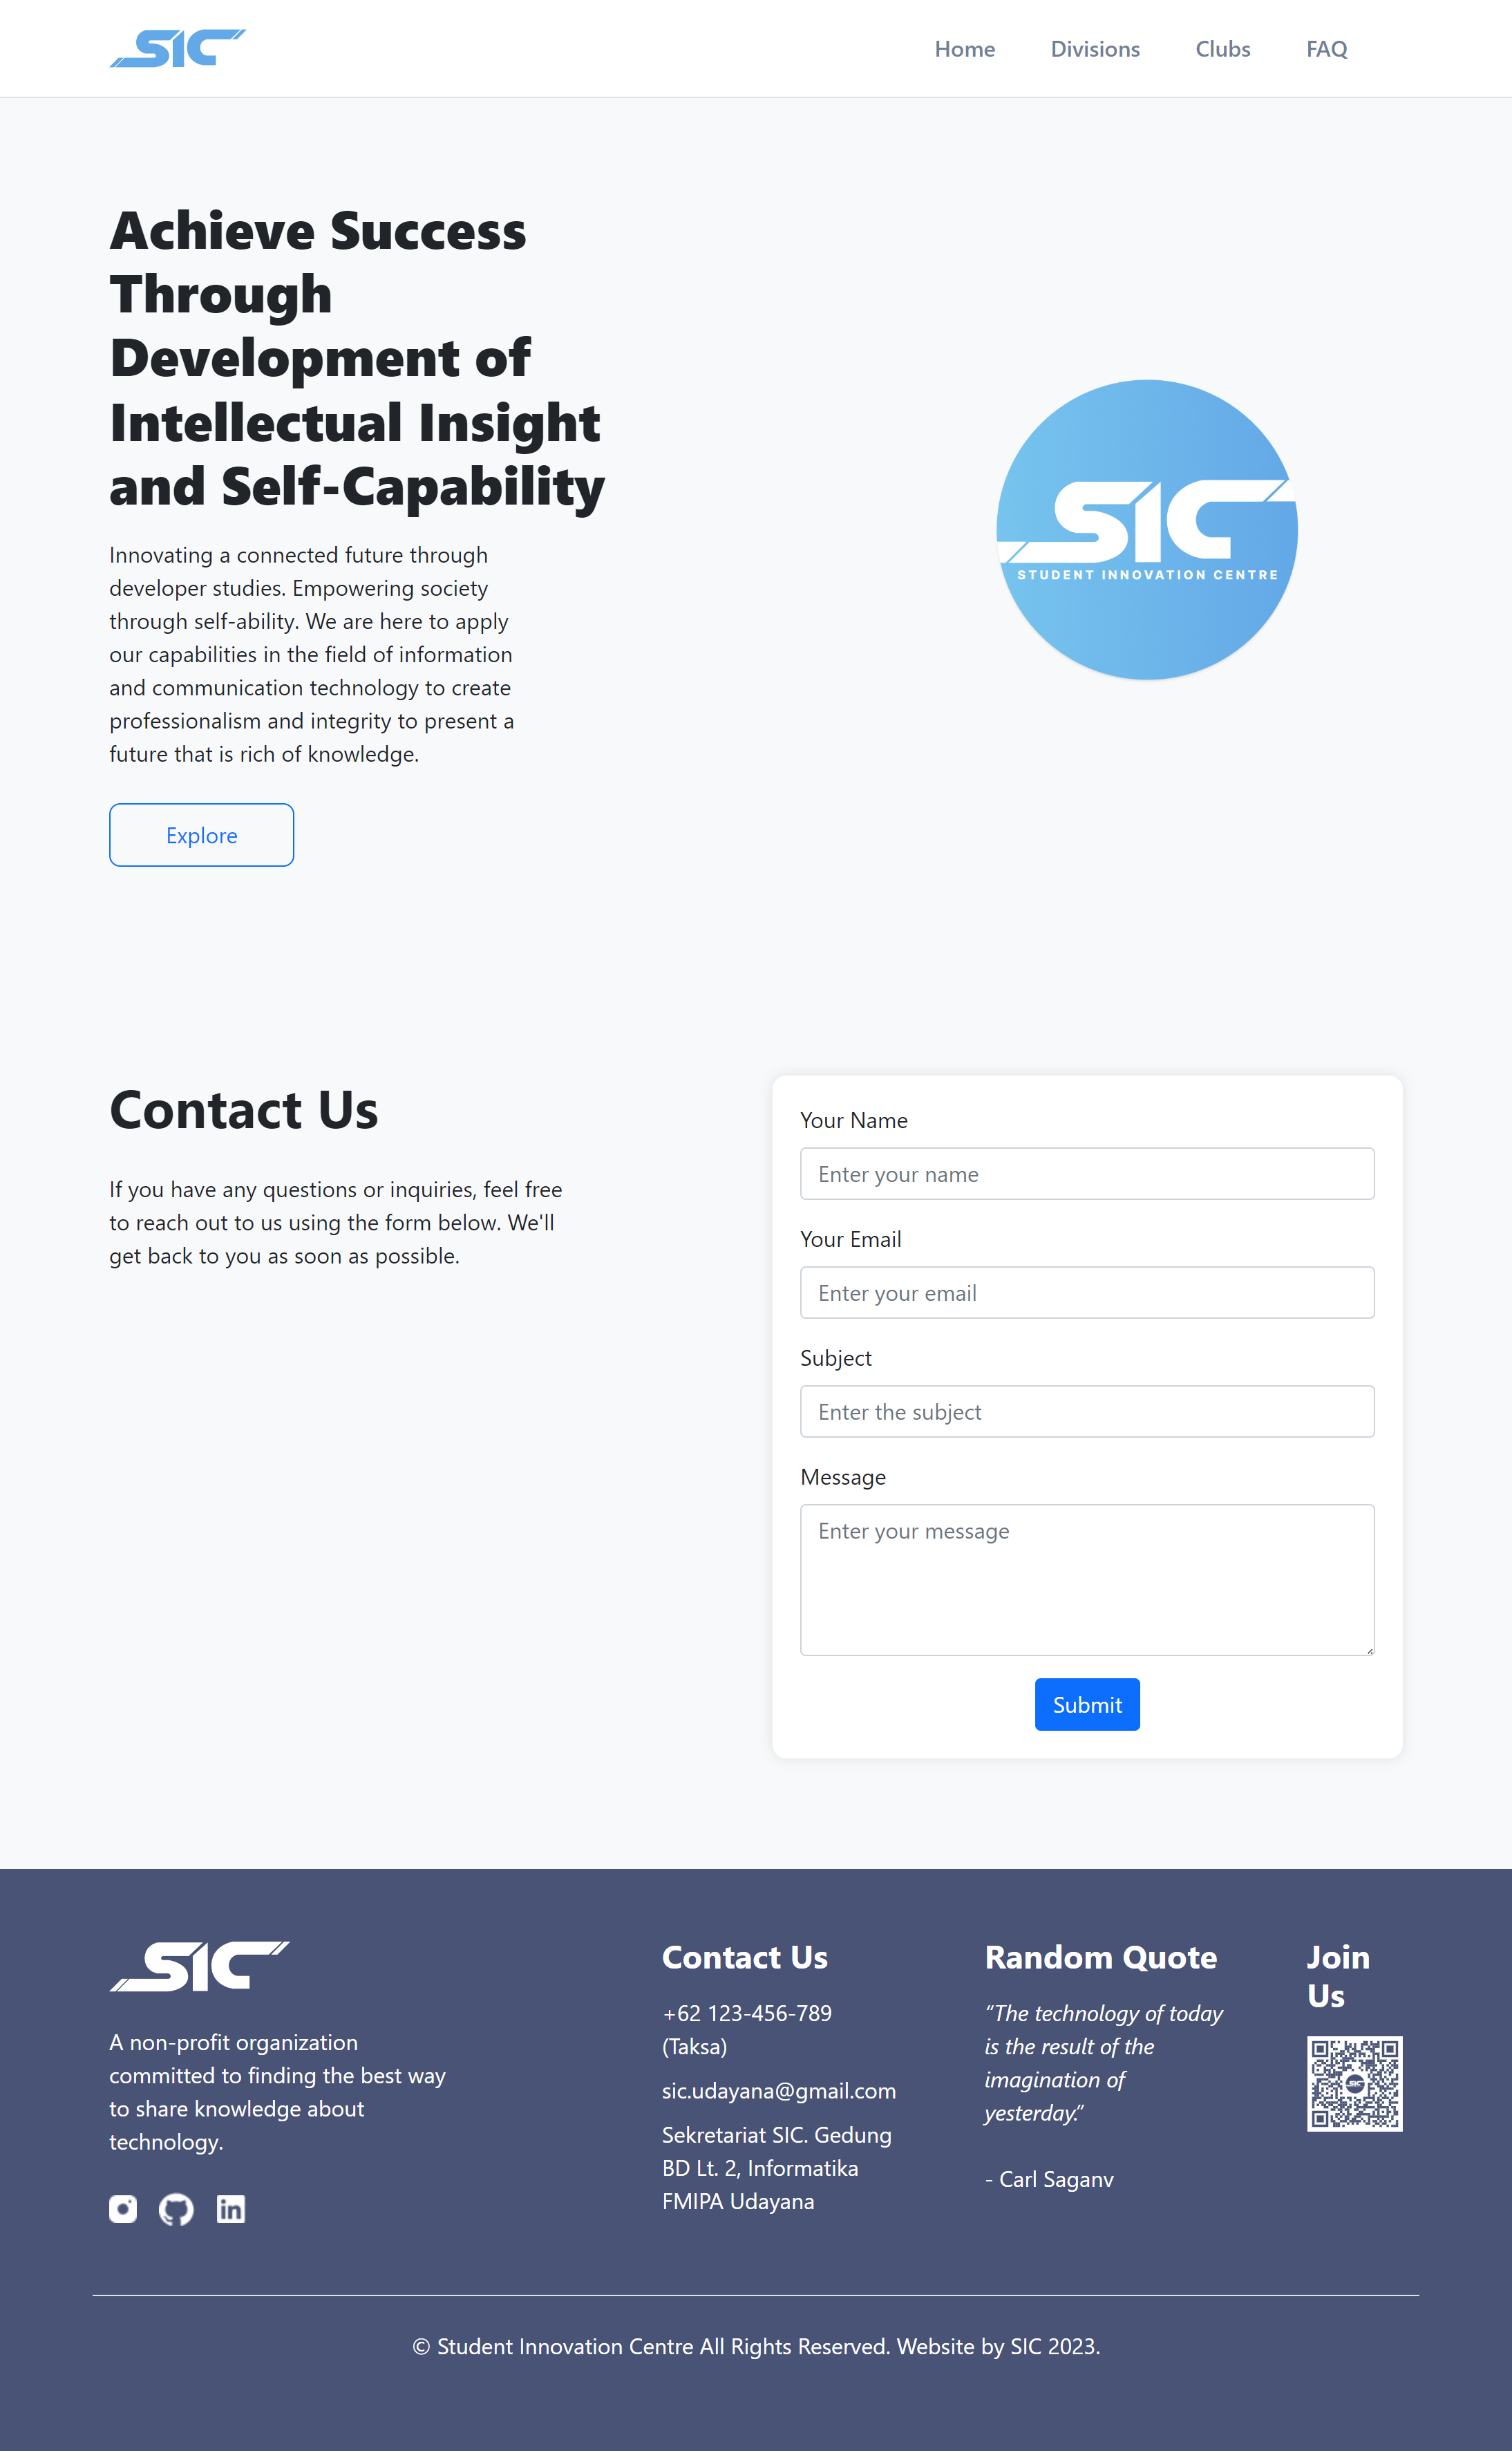 SIC
Home
Divisions
Clubs
FAQ
Achieve Success
Through
Development of
Intellectual Insight
and Self-Capability
Innovating a connected future through
developer studies. Empowering society
through self-ability. We are here to apply
our capabilities in the field of information
and communication technology to create
professionalism and integrity to present a
future that is rich of knowledge.
Explore
SIC
STUDENT INNOVATION CENTRE
Contact Us
If you have any questions or inquiries, feel free
to reach out to us using the form below. We'll
get back to you as soon as possible.
Your Name
Enter your name
Your Email
Enter your email
Subject
Enter the subject
Message
Enter your message
Submit
SIC
A non-profit organization
committed to finding the best way
to share knowledge about
technology.
in
Contact Us
+62 123-456-789
(Taksa)
sic.udayana@gmail.com
Sekretariat SIC. Gedung
BD Lt. 2, Informatika
FMIPA Udayana
Random Quote
“The technology of today
is the result of the
imagination of
yesterday.”
- Carl Saganv
Join
Us
SIC
© Student Innovation Centre All Rights Reserved. Website by SIC 2023.